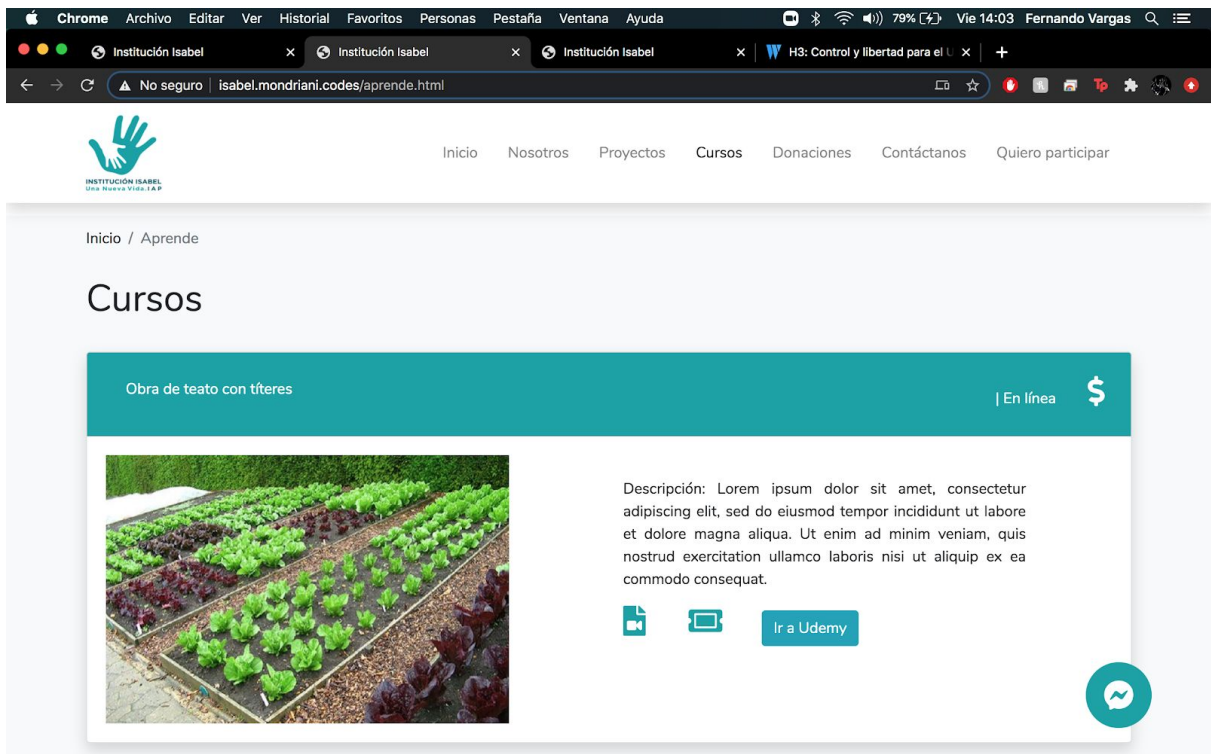 Chrome Archivo Editar Ver Historial Favoritos Personas Pestaña Ventana Ayuda 79% Vie 14:03 Fernando Vargas
Institución Isabel Institución Isabel Institución Isabel H3: Control y libertad para el U
No seguro | isabel.mondriani.codes/aprende.html
INSTITUCIÓN ISABEL
Una Nueva Vida. I A P
Inicio Nosotros Proyectos Cursos Donaciones Contáctanos Quiero participar
Inicio / Aprende
Cursos
Obra de teato con títeres
| En línea $
Descripción: Lorem ipsum dolor sit amet, consectetur
adipiscing elit, sed do eiusmod tempor incididunt ut labore
et dolore magna aliqua. Ut enim ad minim veniam, quis
nostrud exercitation ullamco laboris nisi ut aliquip ex ea
commodo consequat.
Ir a Udemy